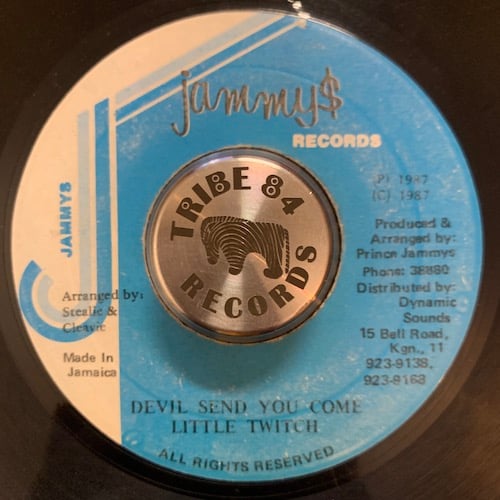 jammy$
RECORDS
JAMMYS
(P) 1987
(C) 1987
Produced &
Arranged by:
Prince Jammys
Phone: 38880
Distributed by:
Dynamic
Sounds
15 Bell Road,
Kgn., 11
923-9138,
923-9168
TRIBE 84
RECORDS
Arranged by:
Steelie &
Cleavie
Made In
Jamaica
DEVIL SEND YOU COME
LITTLE TWITCH
ALL RIGHTS RESERVED